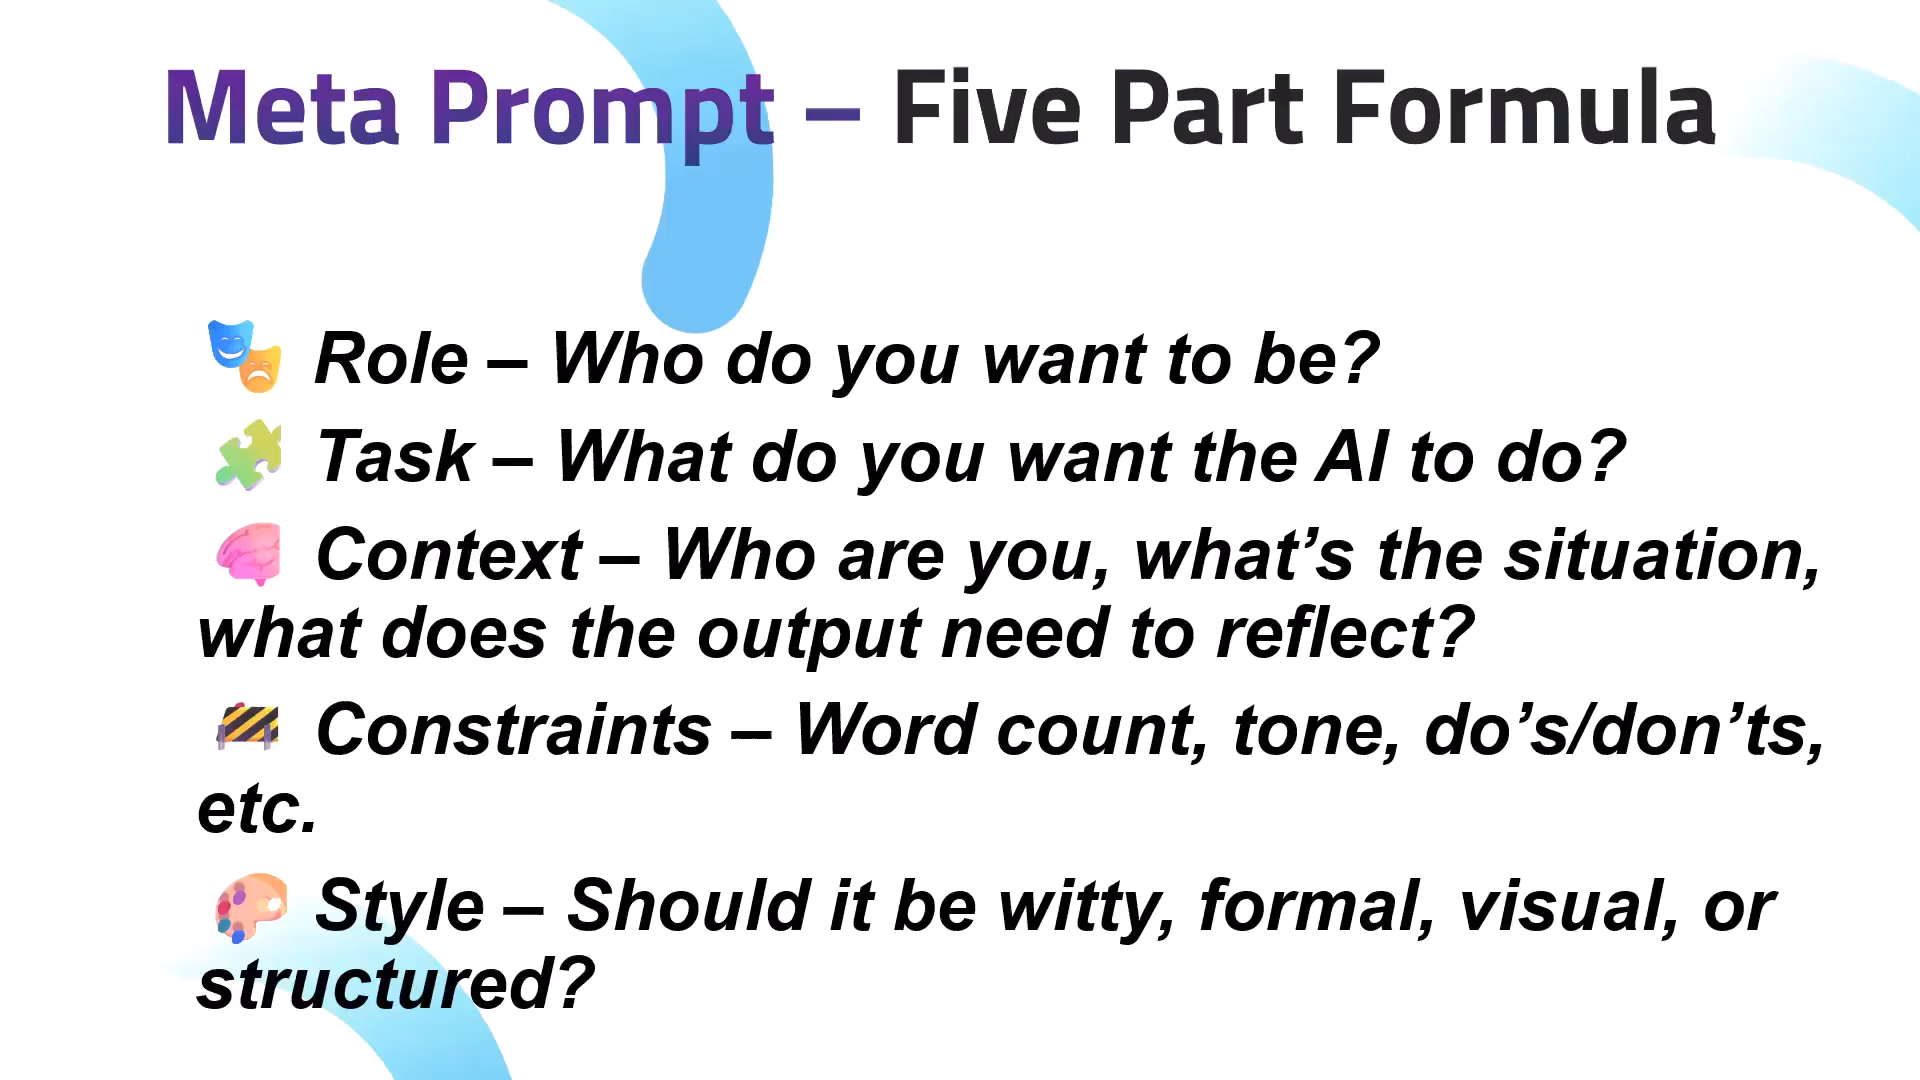 Meta Prompt – Five Part Formula
Role – Who do you want to be?
Task – What do you want the AI to do?
Context – Who are you, what’s the situation,
what does the output need to reflect?
Constraints – Word count, tone, do’s/don’ts,
etc.
Style – Should it be witty, formal, visual, or
structured?